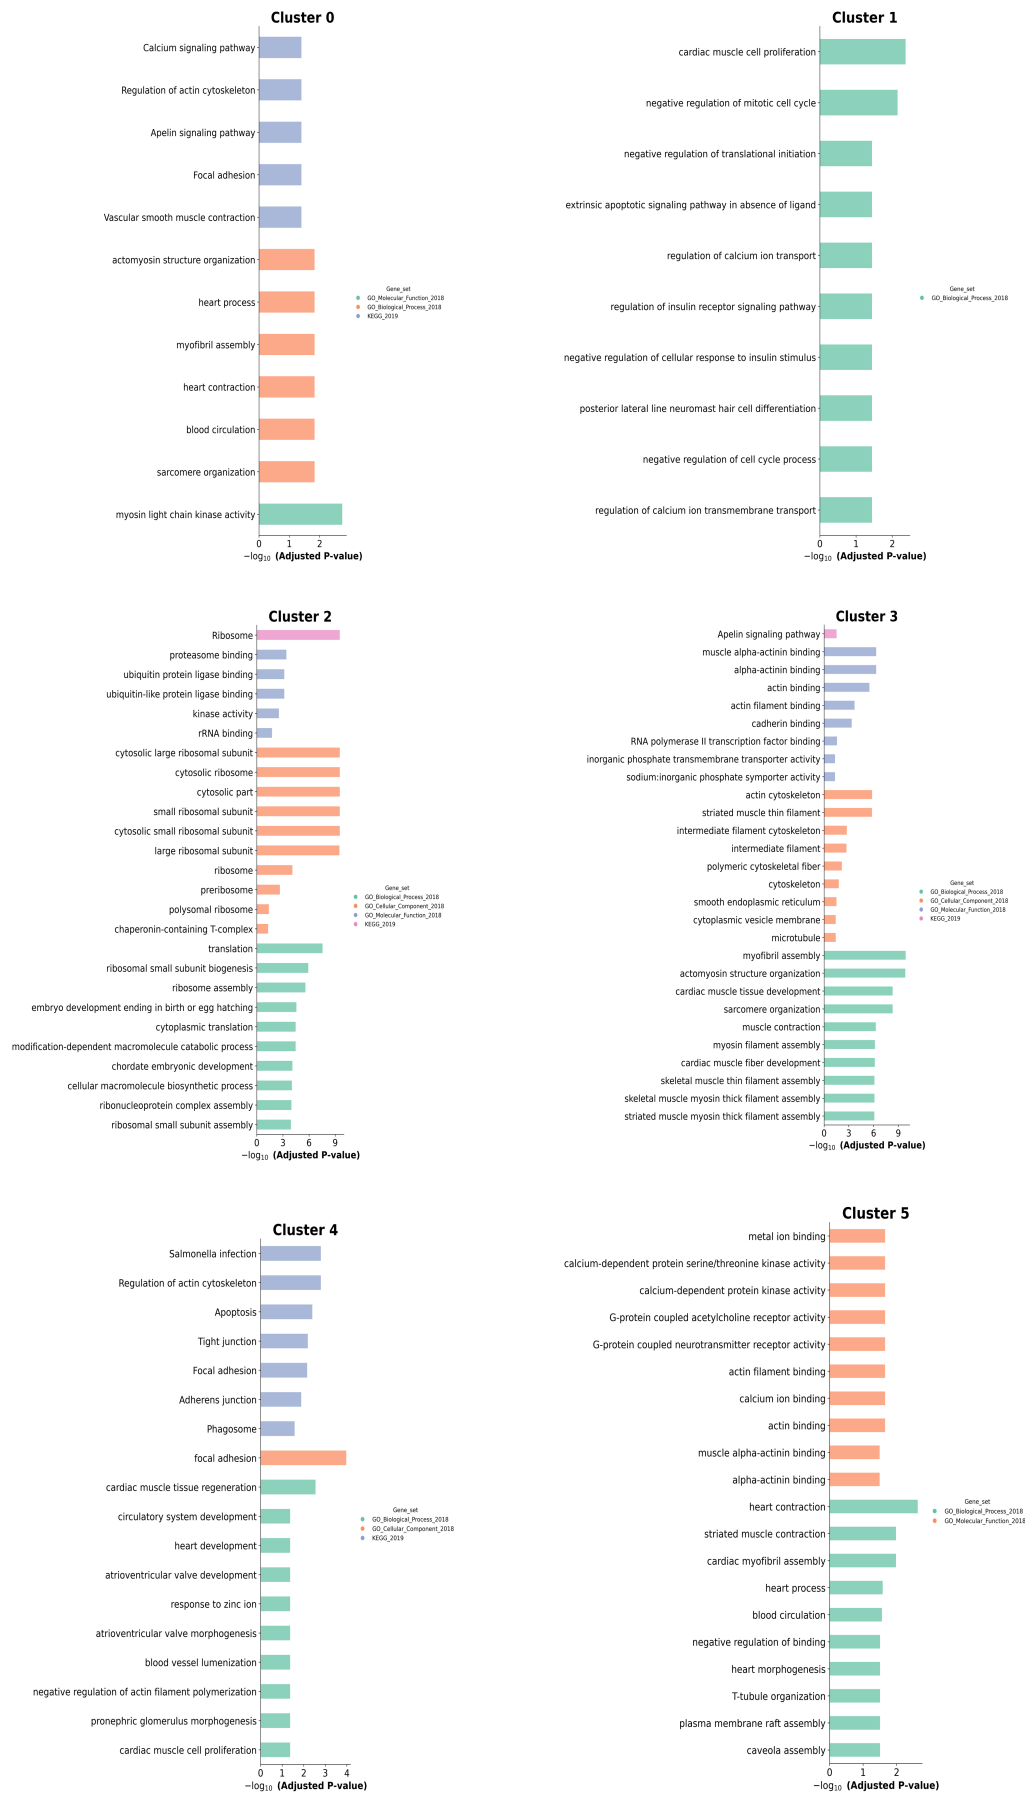 Cluster 0
Calcium signaling pathway
Regulation of actin cytoskeleton
Apelin signaling pathway
Focal adhesion
Vascular smooth muscle contraction
actomyosin structure organization
heart process
myofibril assembly
heart contraction
blood circulation
sarcomere organization
myosin light chain kinase activity
0 1 2
−log10 (Adjusted P-value)
Gene_set
GO_Molecular_Function_2018
GO_Biological_Process_2018
KEGG_2019
Cluster 1
cardiac muscle cell proliferation
negative regulation of mitotic cell cycle
negative regulation of translational initiation
extrinsic apoptotic signaling pathway in absence of ligand
regulation of calcium ion transport
regulation of insulin receptor signaling pathway
negative regulation of cellular response to insulin stimulus
posterior lateral line neuromast hair cell differentiation
negative regulation of cell cycle process
regulation of calcium ion transmembrane transport
0 1 2
−log10 (Adjusted P-value)
Gene_set
GO_Biological_Process_2018
Cluster 2
Ribosome
proteasome binding
ubiquitin protein ligase binding
ubiquitin-like protein ligase binding
kinase activity
rRNA binding
cytosolic large ribosomal subunit
cytosolic ribosome
cytosolic part
small ribosomal subunit
cytosolic small ribosomal subunit
large ribosomal subunit
ribosome
preribosome
polysomal ribosome
chaperonin-containing T-complex
translation
ribosomal small subunit biogenesis
ribosome assembly
embryo development ending in birth or egg hatching
cytoplasmic translation
modification-dependent macromolecule catabolic process
chordate embryonic development
cellular macromolecule biosynthetic process
ribonucleoprotein complex assembly
ribosomal small subunit assembly
0 3 6 9
−log10 (Adjusted P-value)
Gene_set
GO_Biological_Process_2018
GO_Cellular_Component_2018
GO_Molecular_Function_2018
KEGG_2019
Cluster 3
Apelin signaling pathway
muscle alpha-actinin binding
alpha-actinin binding
actin binding
actin filament binding
cadherin binding
RNA polymerase II transcription factor binding
inorganic phosphate transmembrane transporter activity
sodium:inorganic phosphate symporter activity
actin cytoskeleton
striated muscle thin filament
intermediate filament cytoskeleton
intermediate filament
polymeric cytoskeletal fiber
cytoskeleton
smooth endoplasmic reticulum
cytoplasmic vesicle membrane
microtubule
myofibril assembly
actomyosin structure organization
cardiac muscle tissue development
sarcomere organization
muscle contraction
myosin filament assembly
cardiac muscle fiber development
skeletal muscle thin filament assembly
skeletal muscle myosin thick filament assembly
striated muscle myosin thick filament assembly
0 3 6 9
−log10 (Adjusted P-value)
Gene_set
GO_Biological_Process_2018
GO_Cellular_Component_2018
GO_Molecular_Function_2018
KEGG_2019
Cluster 4
Salmonella infection
Regulation of actin cytoskeleton
Apoptosis
Tight junction
Focal adhesion
Adherens junction
Phagosome
focal adhesion
cardiac muscle tissue regeneration
circulatory system development
heart development
atrioventricular valve development
response to zinc ion
atrioventricular valve morphogenesis
blood vessel lumenization
negative regulation of actin filament polymerization
pronephric glomerulus morphogenesis
cardiac muscle cell proliferation
0 1 2 3 4
−log10 (Adjusted P-value)
Gene_set
GO_Biological_Process_2018
GO_Cellular_Component_2018
KEGG_2019
Cluster 5
metal ion binding
calcium-dependent protein serine/threonine kinase activity
calcium-dependent protein kinase activity
G-protein coupled acetylcholine receptor activity
G-protein coupled neurotransmitter receptor activity
actin filament binding
calcium ion binding
actin binding
muscle alpha-actinin binding
alpha-actinin binding
heart contraction
striated muscle contraction
cardiac myofibril assembly
heart process
blood circulation
negative regulation of binding
heart morphogenesis
T-tubule organization
plasma membrane raft assembly
caveola assembly
0 1 2
−log10 (Adjusted P-value)
Gene_set
GO_Biological_Process_2018
GO_Molecular_Function_2018